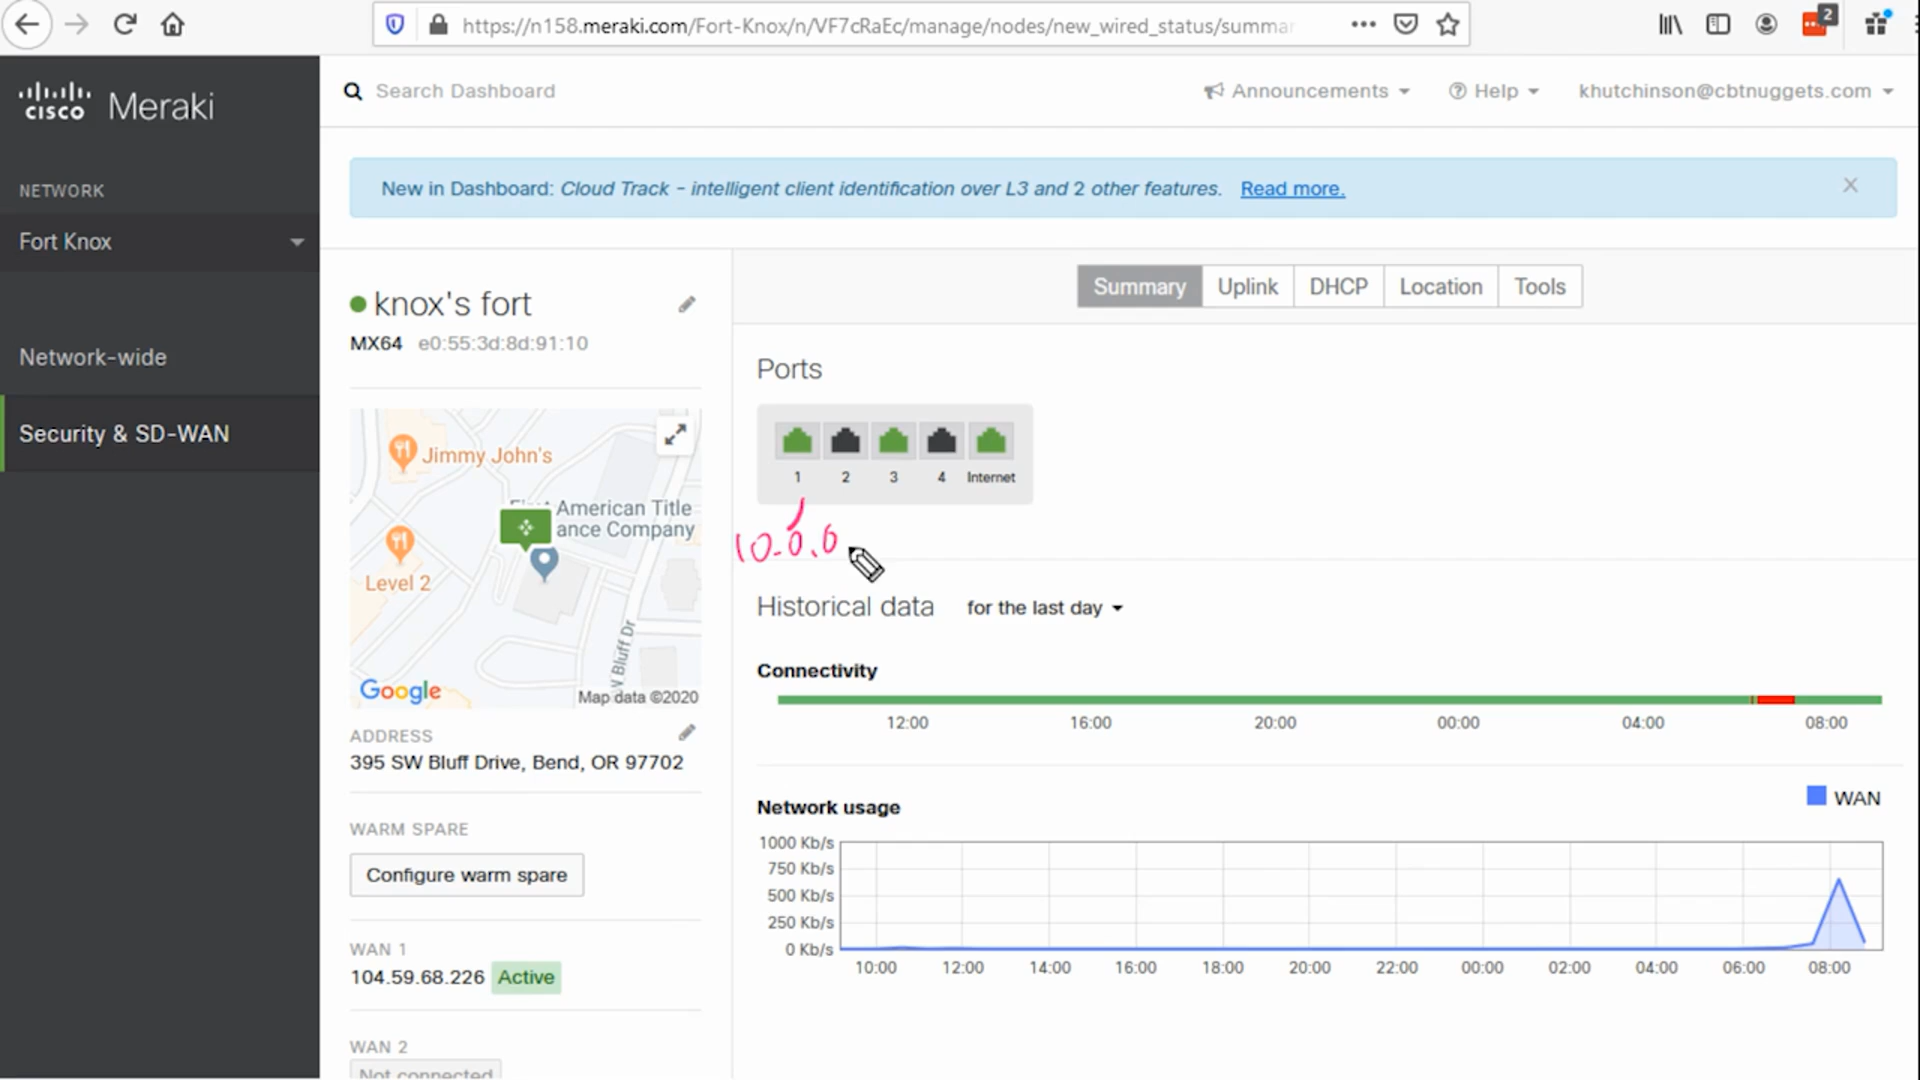 https://n158.meraki.com/Fort-Knox/n/VF7cRaEc/manage/nodes/new_wired_status/summar
2
cisco Meraki
Search Dashboard
Announcements
Help
khutchinson@cbtnuggets.com
NETWORK
Fort Knox
Network-wide
Security & SD-WAN
New in Dashboard: Cloud Track - intelligent client identification over L3 and 2 other features. Read more.
knox's fort
MX64 e0:55:3d:8d:91:10
Jimmy John's
First American Title
ance Company
Level 2
W Bluff Dr
Google
Map data ©2020
ADDRESS
395 SW Bluff Drive, Bend, OR 97702
WARM SPARE
Configure warm spare
WAN 1
104.59.68.226 Active
WAN 2
Not connected
Summary Uplink DHCP Location Tools
Ports
1 2 3 4 Internet
10.0.0
Historical data for the last day
Connectivity
12:00 16:00 20:00 00:00 04:00 08:00
Network usage
WAN
1000 Kb/s
750 Kb/s
500 Kb/s
250 Kb/s
0 Kb/s
10:00 12:00 14:00 16:00 18:00 20:00 22:00 00:00 02:00 04:00 06:00 08:00